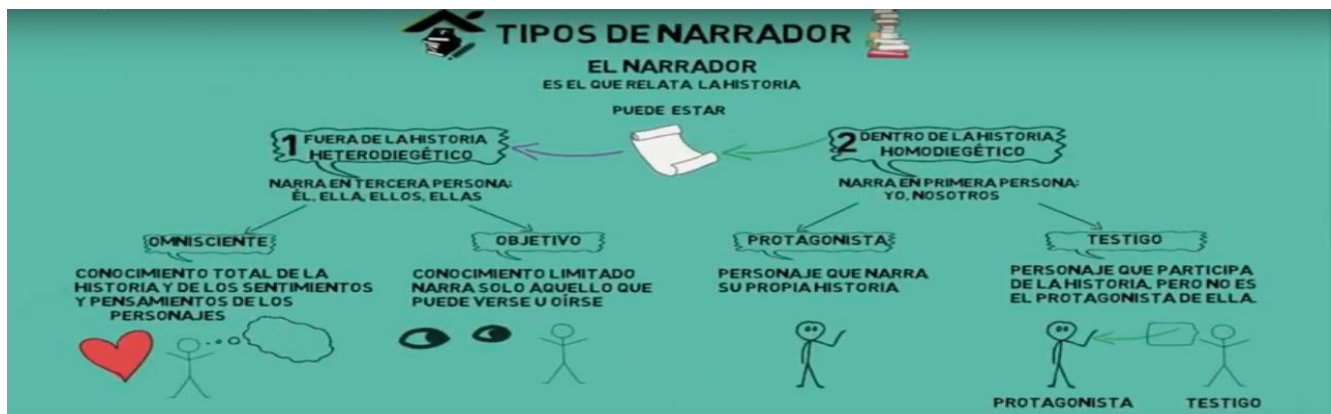 TIPOS DE NARRADOR
EL NARRADOR
ES EL QUE RELATA LA HISTORIA
PUEDE ESTAR
1 FUERA DE LA HISTORIA
HETERODIEGÉTICO
NARRA EN TERCERA PERSONA:
ÉL, ELLA, ELLOS, ELLAS
OMNISCIENTE
CONOCIMIENTO TOTAL DE LA
HISTORIA Y DE LOS SENTIMIENTOS
Y PENSAMIENTOS DE LOS
PERSONAJES
OBJETIVO
CONOCIMIENTO LIMITADO
NARRA SOLO AQUELLO QUE
PUEDE VERSE U OÍRSE
2 DENTRO DE LA HISTORIA
HOMODIEGÉTICO
NARRA EN PRIMERA PERSONA:
YO, NOSOTROS
PROTAGONISTA
PERSONAJE QUE NARRA
SU PROPIA HISTORIA
TESTIGO
PERSONAJE QUE PARTICIPA
DE LA HISTORIA, PERO NO ES
EL PROTAGONISTA DE ELLA.
PROTAGONISTA
TESTIGO